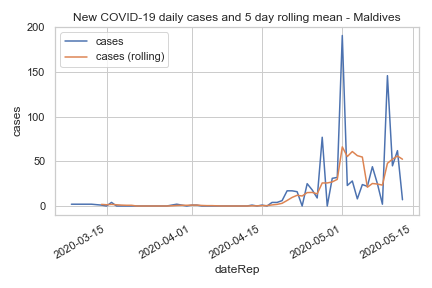 New COVID-19 daily cases and 5 day rolling mean - Maldives
cases
cases (rolling)
cases
200
150
100
50
0
2020-03-15
2020-04-01
2020-04-15
2020-05-01
2020-05-15
dateRep